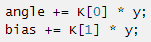 angle += K[0] * y;
bias += K[1] * y;